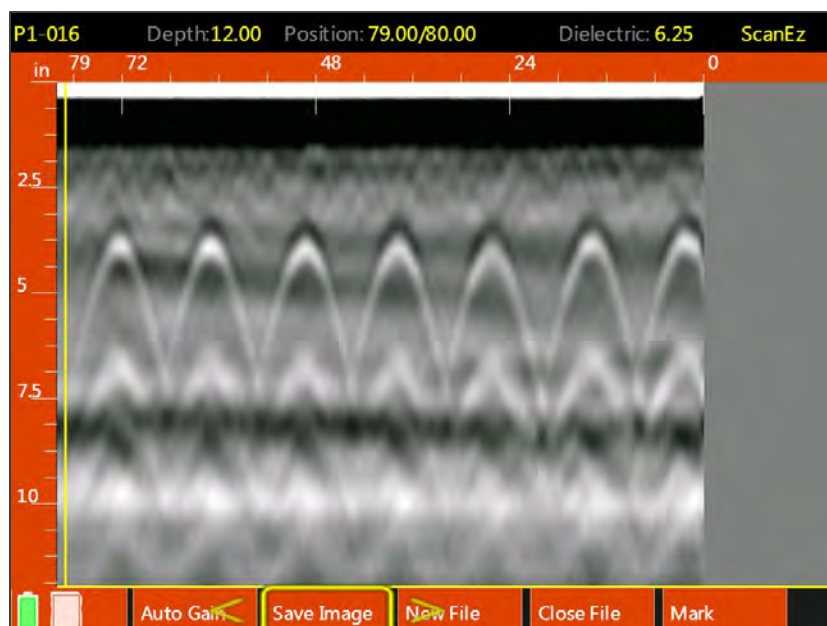 P1-016 Depth:12.00 Position: 79.00/80.00 Dielectric: 6.25 ScanEz
in 79 72 48 24 0
2.5
5
7.5
10
Auto Gain < Save Image > New File Close File Mark